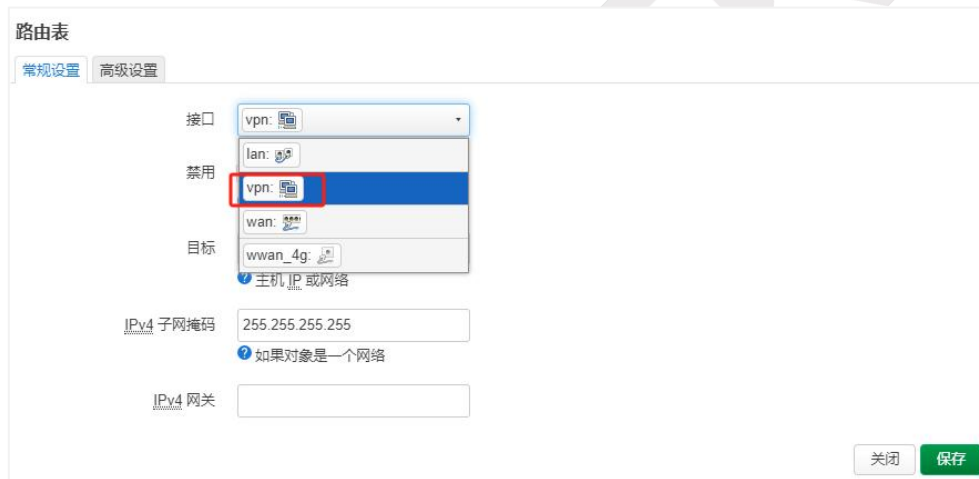 路由表
常规设置 高级设置
接口 vpn:
lan:
禁用
vpn:
wan:
目标
wwan_4g:
主机 IP 或网络
IPv4 子网掩码 255.255.255.255
如果对象是一个网络
IPv4 网关
关闭 保存